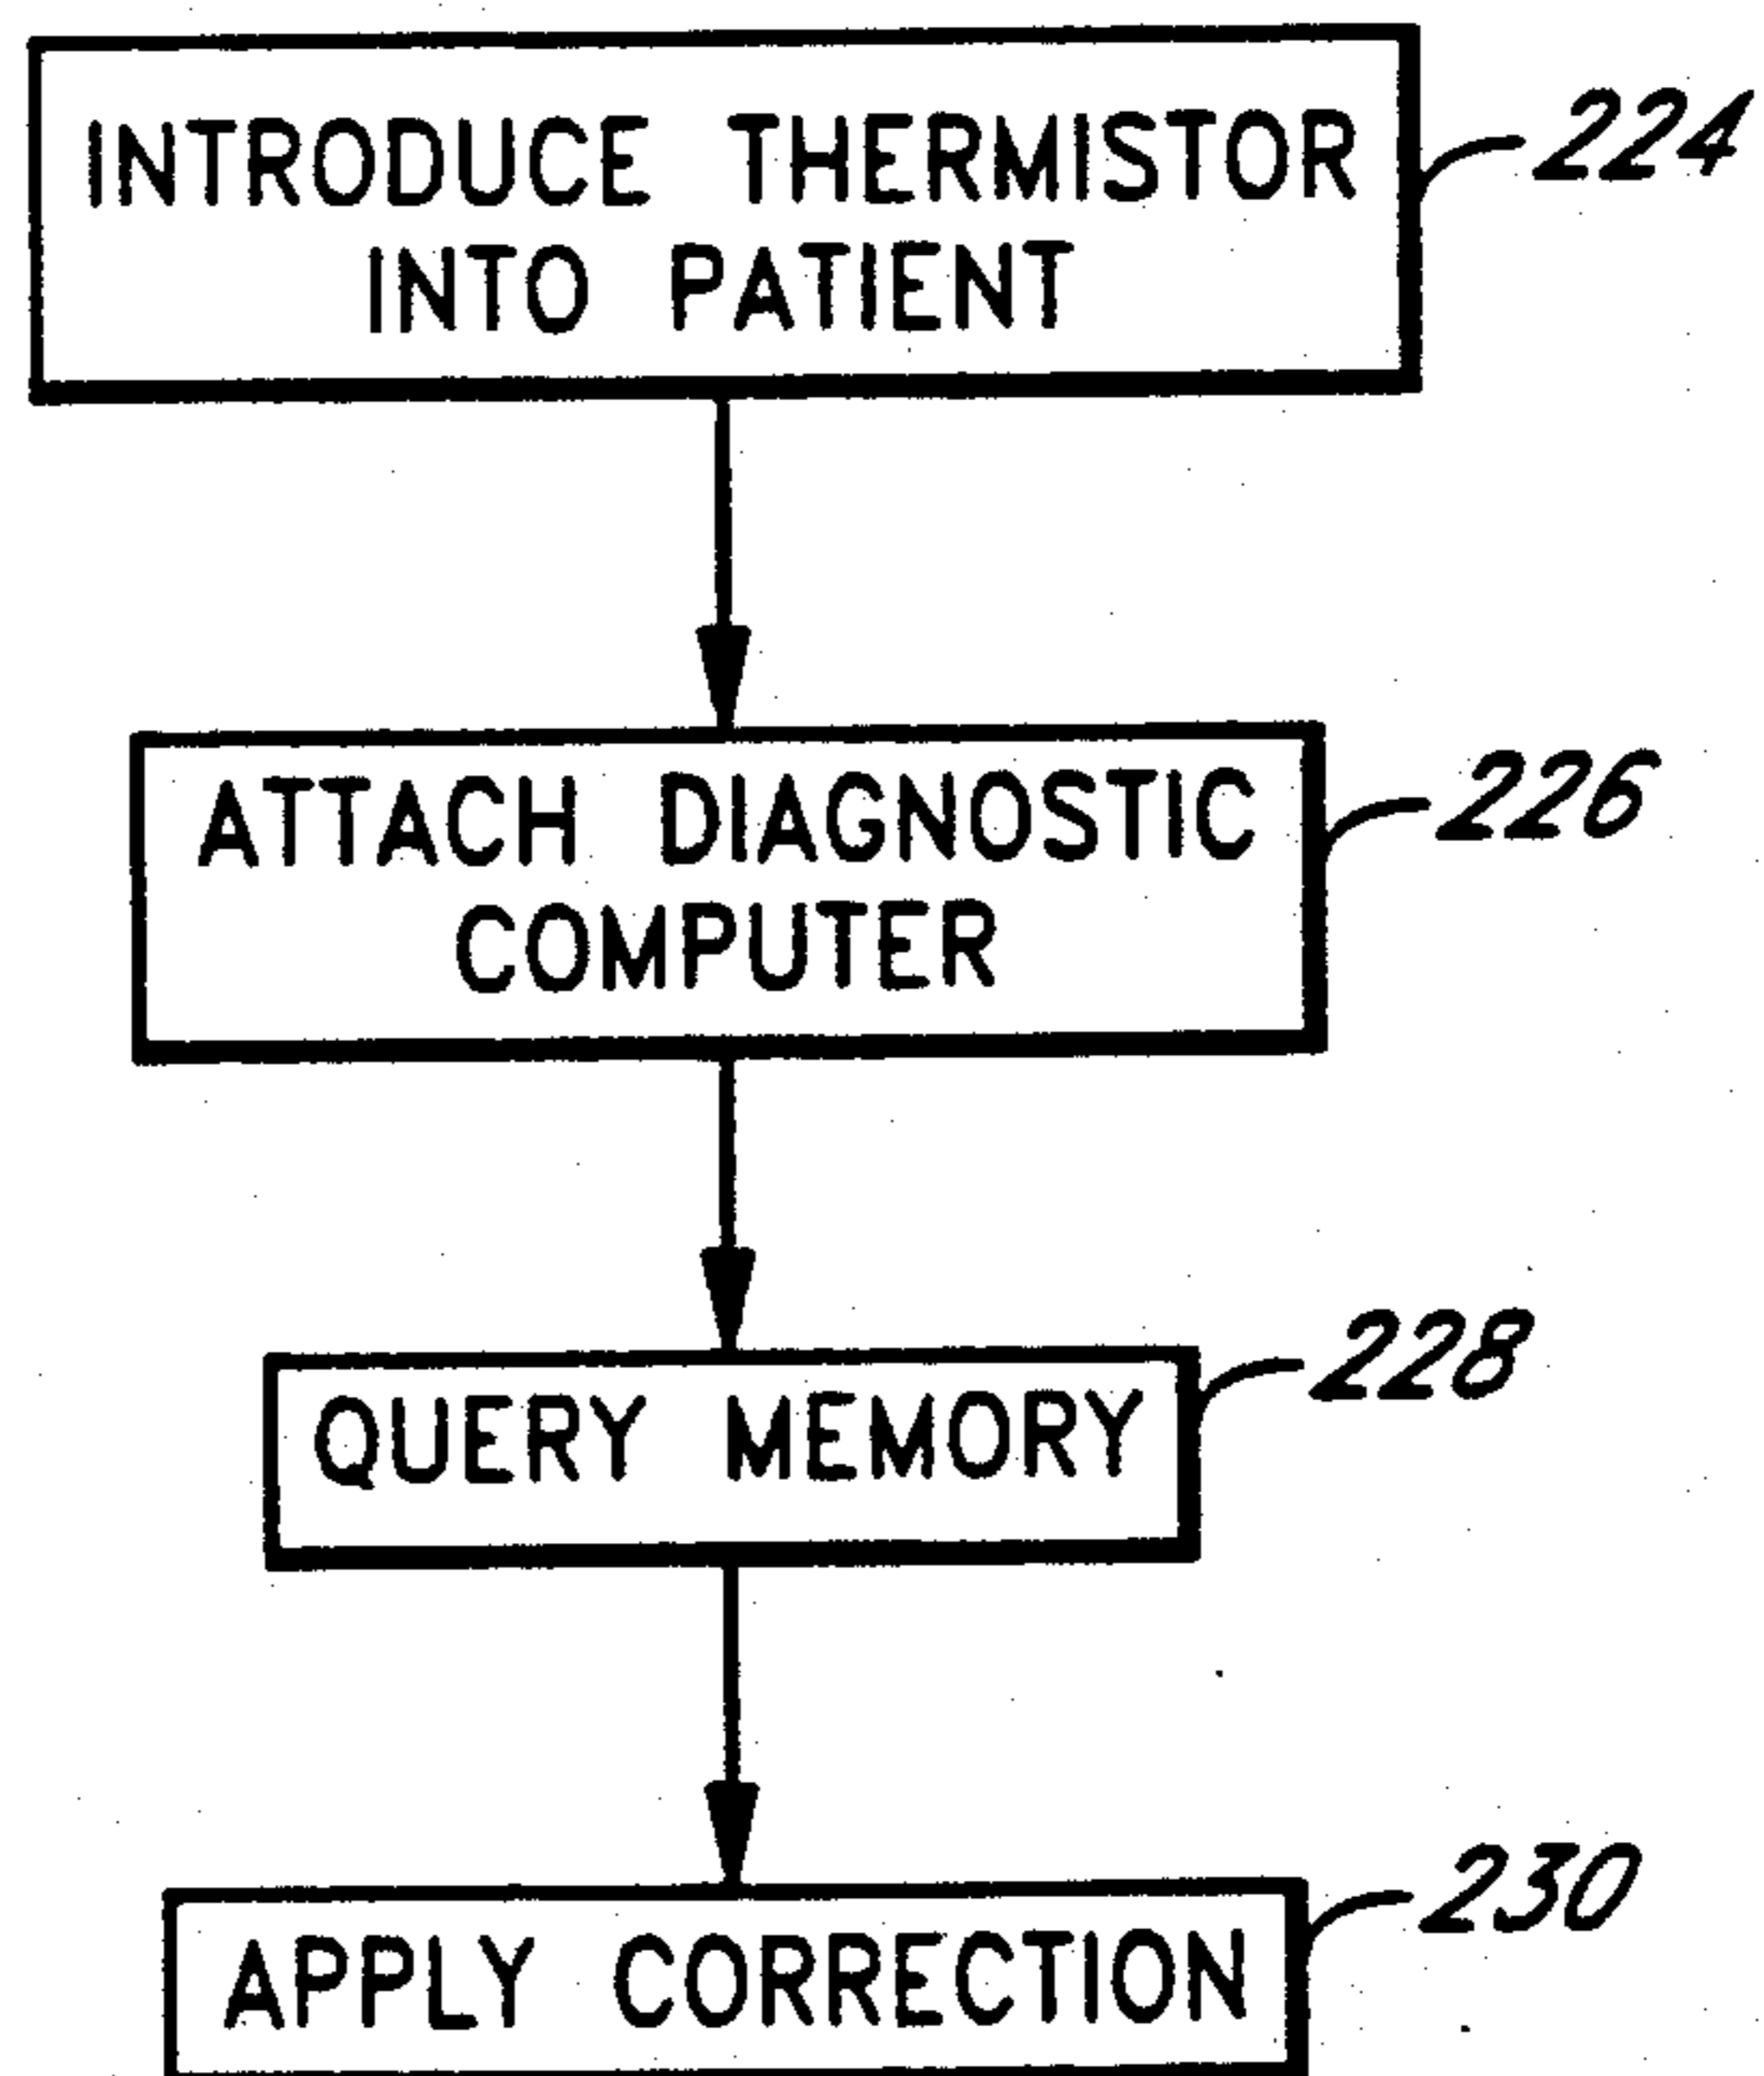 INTRODUCE THERMISTOR
INTO PATIENT
224
ATTACH DIAGNOSTIC
COMPUTER
226
QUERY MEMORY
228
APPLY CORRECTION
230